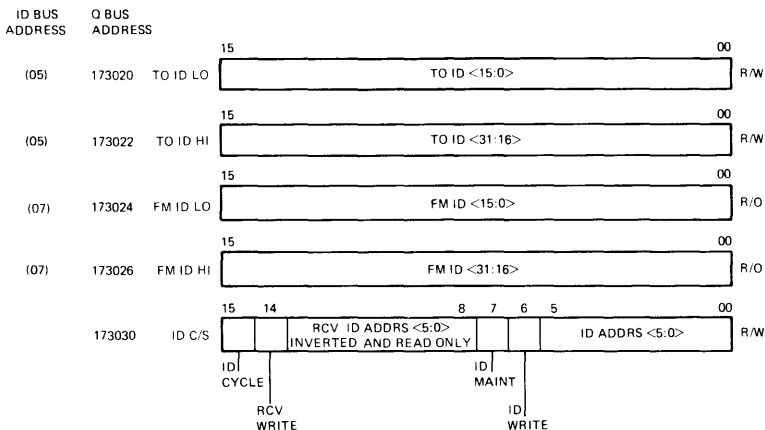 ID BUS ADDRESS Q BUS ADDRESS
15 00
(05) 173020 TO ID LO TO ID <15:0> R/W
15 00
(05) 173022 TO ID HI TO ID <31:16> R/W
15 00
(07) 173024 FM ID LO FM ID <15:0> R/O
15 00
(07) 173026 FM ID HI FM ID <31:16> R/O
15 14 8 7 6 5 00
173030 ID C/S RCV ID ADDRS <5:0> INVERTED AND READ ONLY ID ADDRS <5:0> R/W
ID CYCLE
RCV WRITE
ID MAINT
ID WRITE